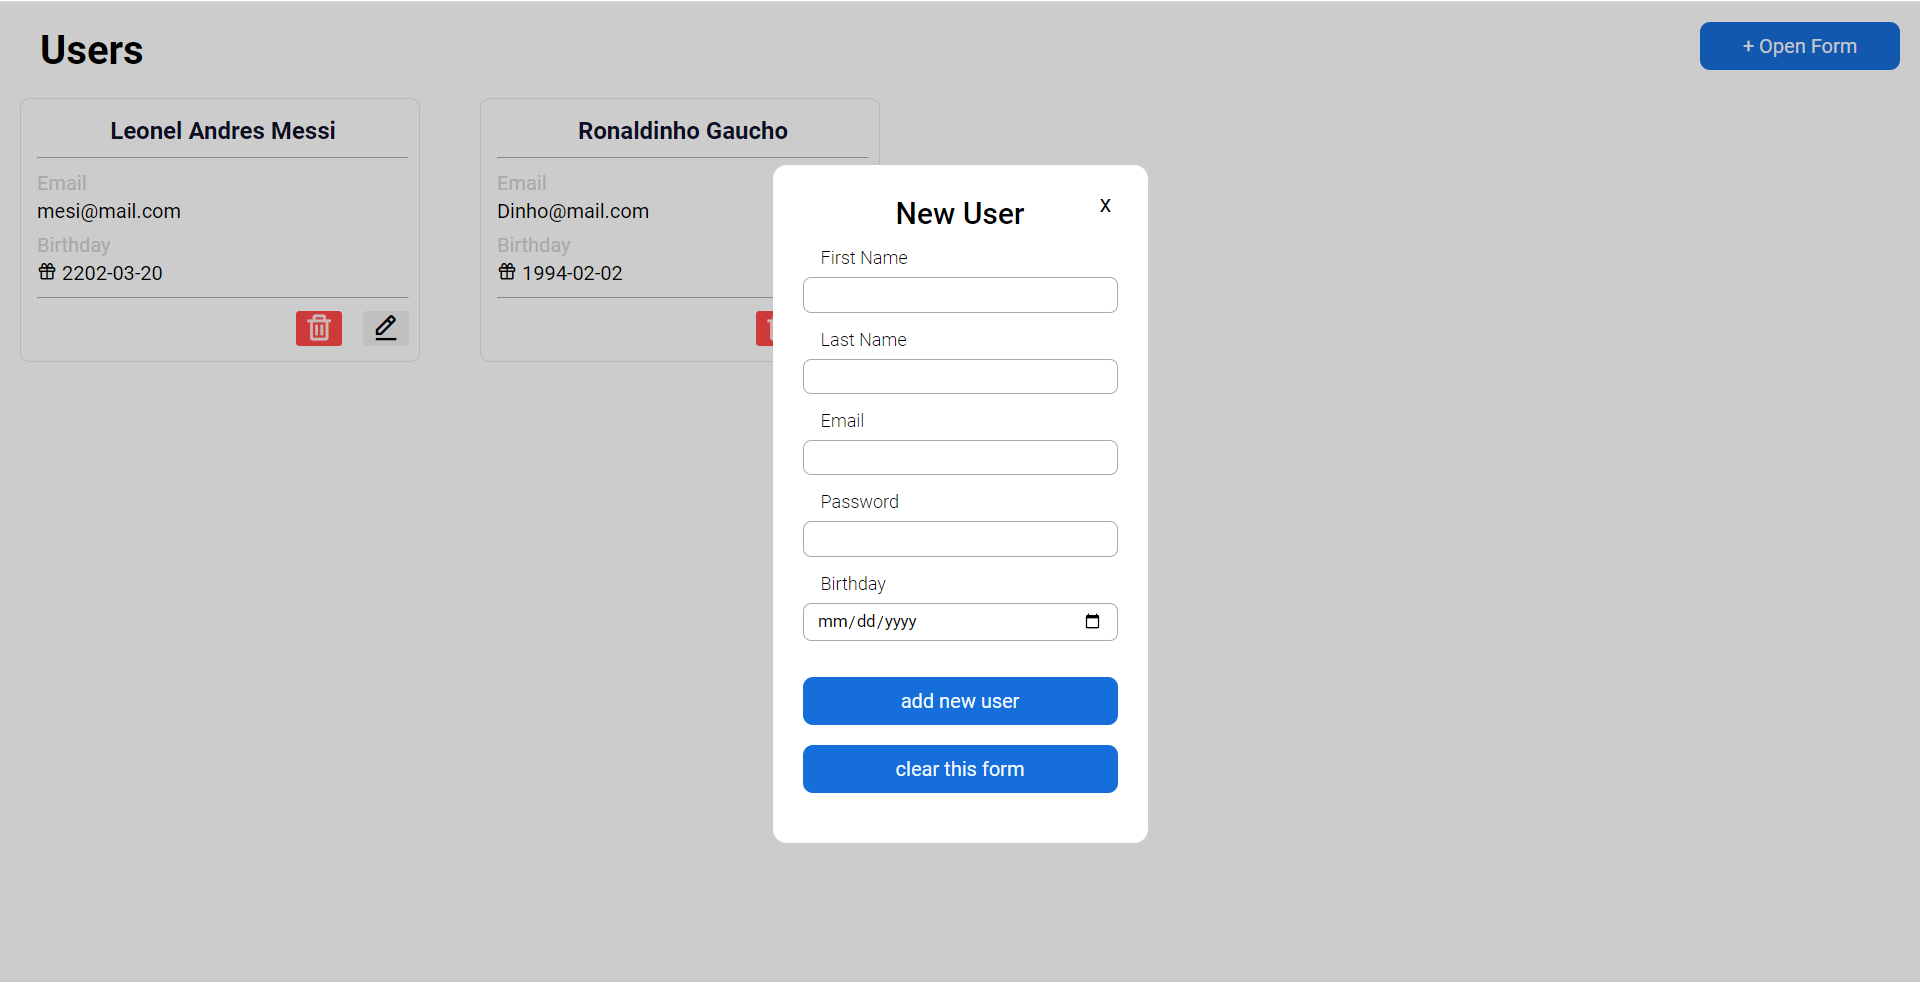 Users
+ Open Form
Leonel Andres Messi
Email
mesi@mail.com
Birthday
2202-03-20
Ronaldinho Gaucho
Email
Dinho@mail.com
Birthday
1994-02-02
New User
X
First Name
Last Name
Email
Password
Birthday
mm/dd/yyyy
add new user
clear this form